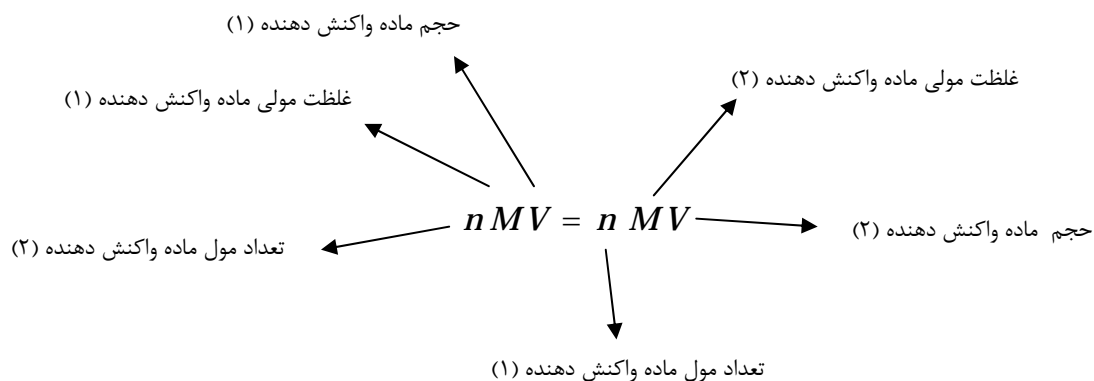 حجم ماده واکنش دهنده (۱)
غلظت مولی ماده واکنش دهنده (۲)
غلظت مولی ماده واکنش دهنده (۱)
n MV = n MV
حجم ماده واکنش دهنده (۲)
تعداد مول ماده واکنش دهنده (۲)
تعداد مول ماده واکنش دهنده (۱)